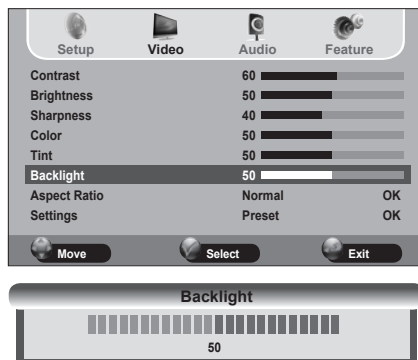 Setup Video Audio Feature
Contrast 60
Brightness 50
Sharpness 40
Color 50
Tint 50
Backlight 50
Aspect Ratio Normal OK
Settings Preset OK
Move Select Exit
Backlight
50